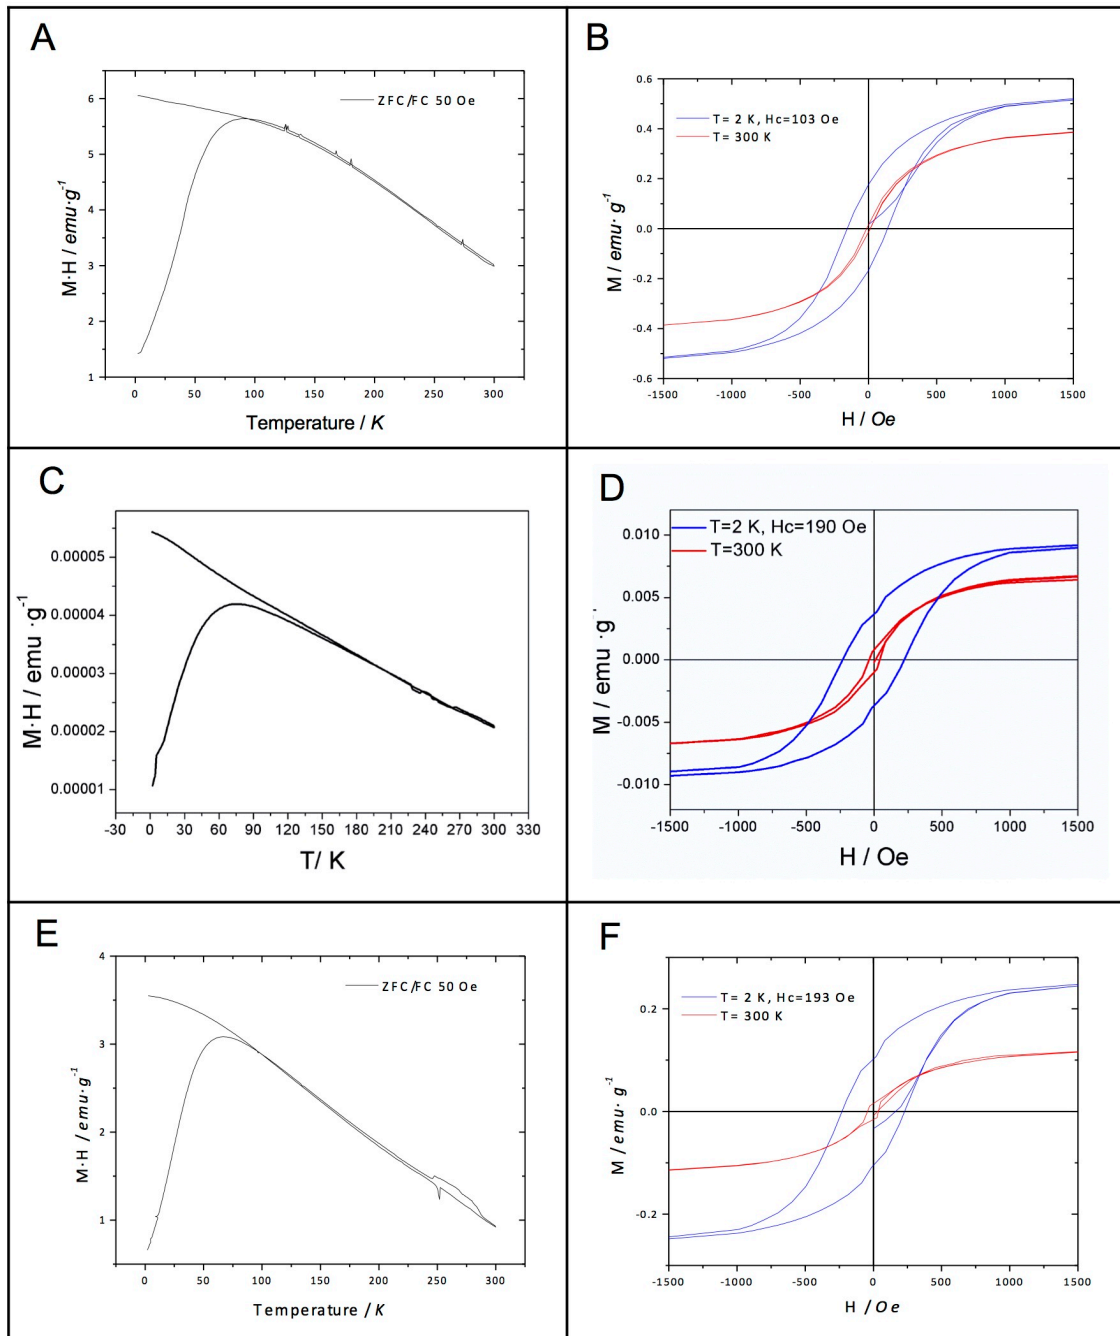 A
ZFC/FC 50 Oe
6
5
4
3
2
1
M·H / emu·g-1
0 50 100 150 200 250 300
Temperature / K
B
T= 2 K, Hc=103 Oe
T= 300 K
0.6
0.4
0.2
0.0
-0.2
-0.4
-0.6
M / emu· g-1
-1500 -1000 -500 0 500 1000 1500
H / Oe
C
0.00005
0.00004
0.00003
0.00002
0.00001
M·H / emu ·g-1
-30 0 30 60 90 120 150 180 210 240 270 300 330
T/ K
D
T=2 K, Hc=190 Oe
T=300 K
0.010
0.005
0.000
-0.005
-0.010
M / emu ·g
-1500 -1000 -500 0 500 1000 1500
H / Oe
E
ZFC/FC 50 Oe
4
3
2
1
M·H / emu·g-1
0 50 100 150 200 250 300
Temperature / K
F
T= 2 K, Hc=193 Oe
T= 300 K
0.2
0.0
-0.2
M / emu· g-1
-1500 -1000 -500 0 500 1000 1500
H / Oe